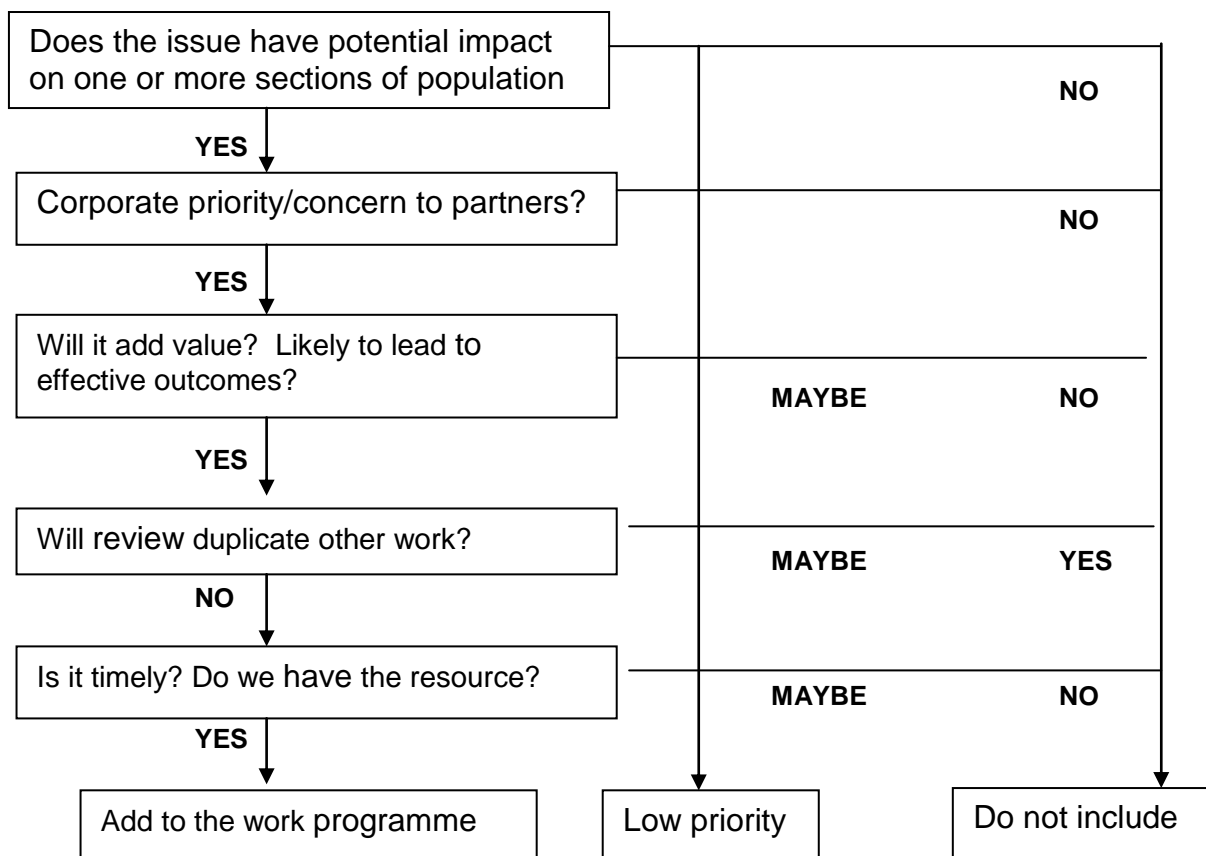 Does the issue have potential impact
on one or more sections of population
NO
YES
Corporate priority/concern to partners?
NO
YES
Will it add value?  Likely to lead to
effective outcomes?
MAYBE NO
YES
Will review duplicate other work?
MAYBE YES
NO
Is it timely? Do we have the resource?
MAYBE NO
YES
Add to the work programme
Low priority
Do not include